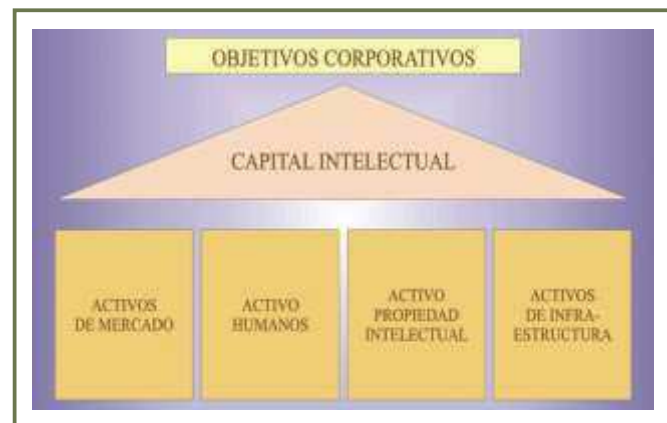 OBJETIVOS CORPORATIVOS
CAPITAL INTELECTUAL
ACTIVOS
DE MERCADO
ACTIVO
HUMANOS
ACTIVO
PROPIEDAD
INTELECTUAL
ACTIVOS
DE INFRA-
ESTRUCTURA